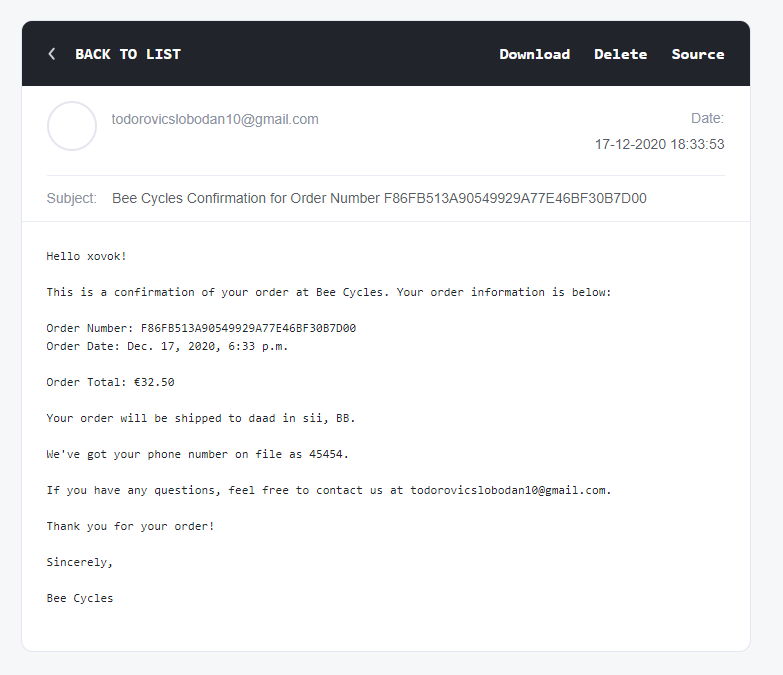 BACK TO LIST Download Delete Source
todorovicslobodan10@gmail.com
Date:
17-12-2020 18:33:53
Subject: Bee Cycles Confirmation for Order Number F86FB513A90549929A77E46BF30B7D00
Hello xovok!
This is a confirmation of your order at Bee Cycles. Your order information is below:
Order Number: F86FB513A90549929A77E46BF30B7D00
Order Date: Dec. 17, 2020, 6:33 p.m.
Order Total: €32.50
Your order will be shipped to daad in sii, BB.
We've got your phone number on file as 45454.
If you have any questions, feel free to contact us at todorovicslobodan10@gmail.com.
Thank you for your order!
Sincerely,
Bee Cycles